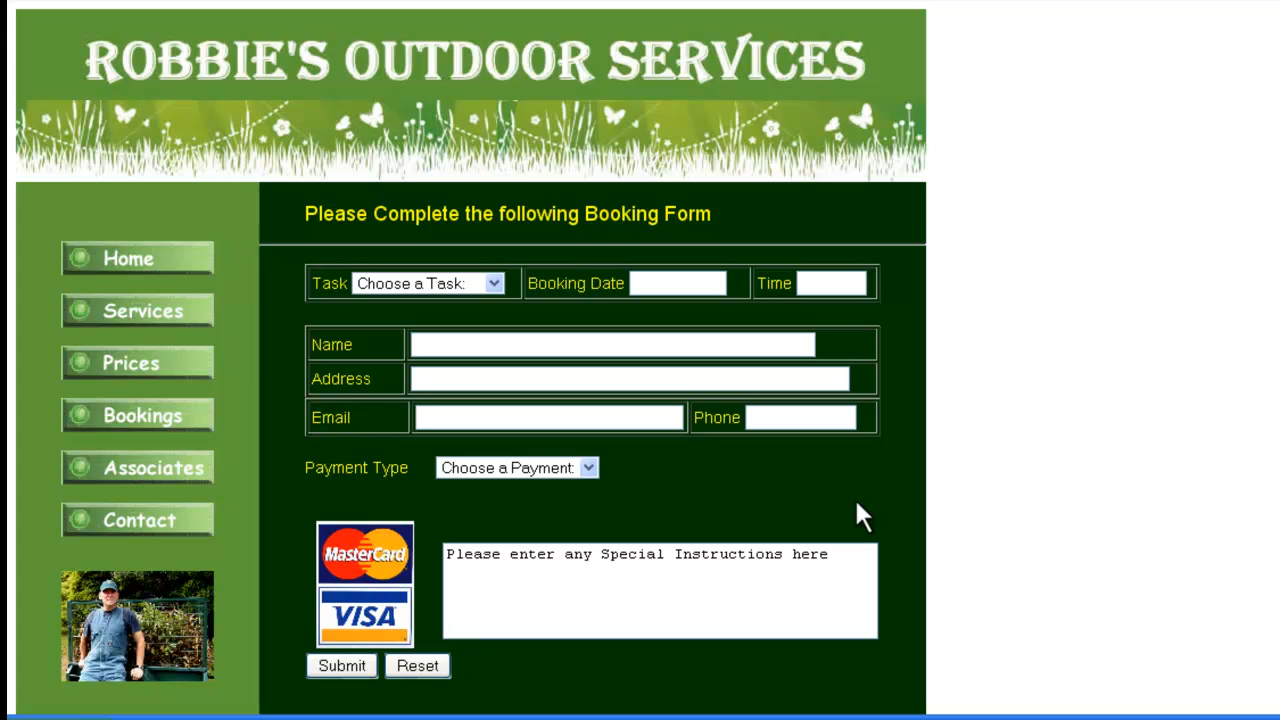 ROBBIE'S OUTDOOR SERVICES
Please Complete the following Booking Form
Home
Services
Prices
Bookings
Associates
Contact
Task Choose a Task: Booking Date Time
Name
Address
Email Phone
Payment Type Choose a Payment:
MasterCard
VISA
Please enter any Special Instructions here
Submit Reset